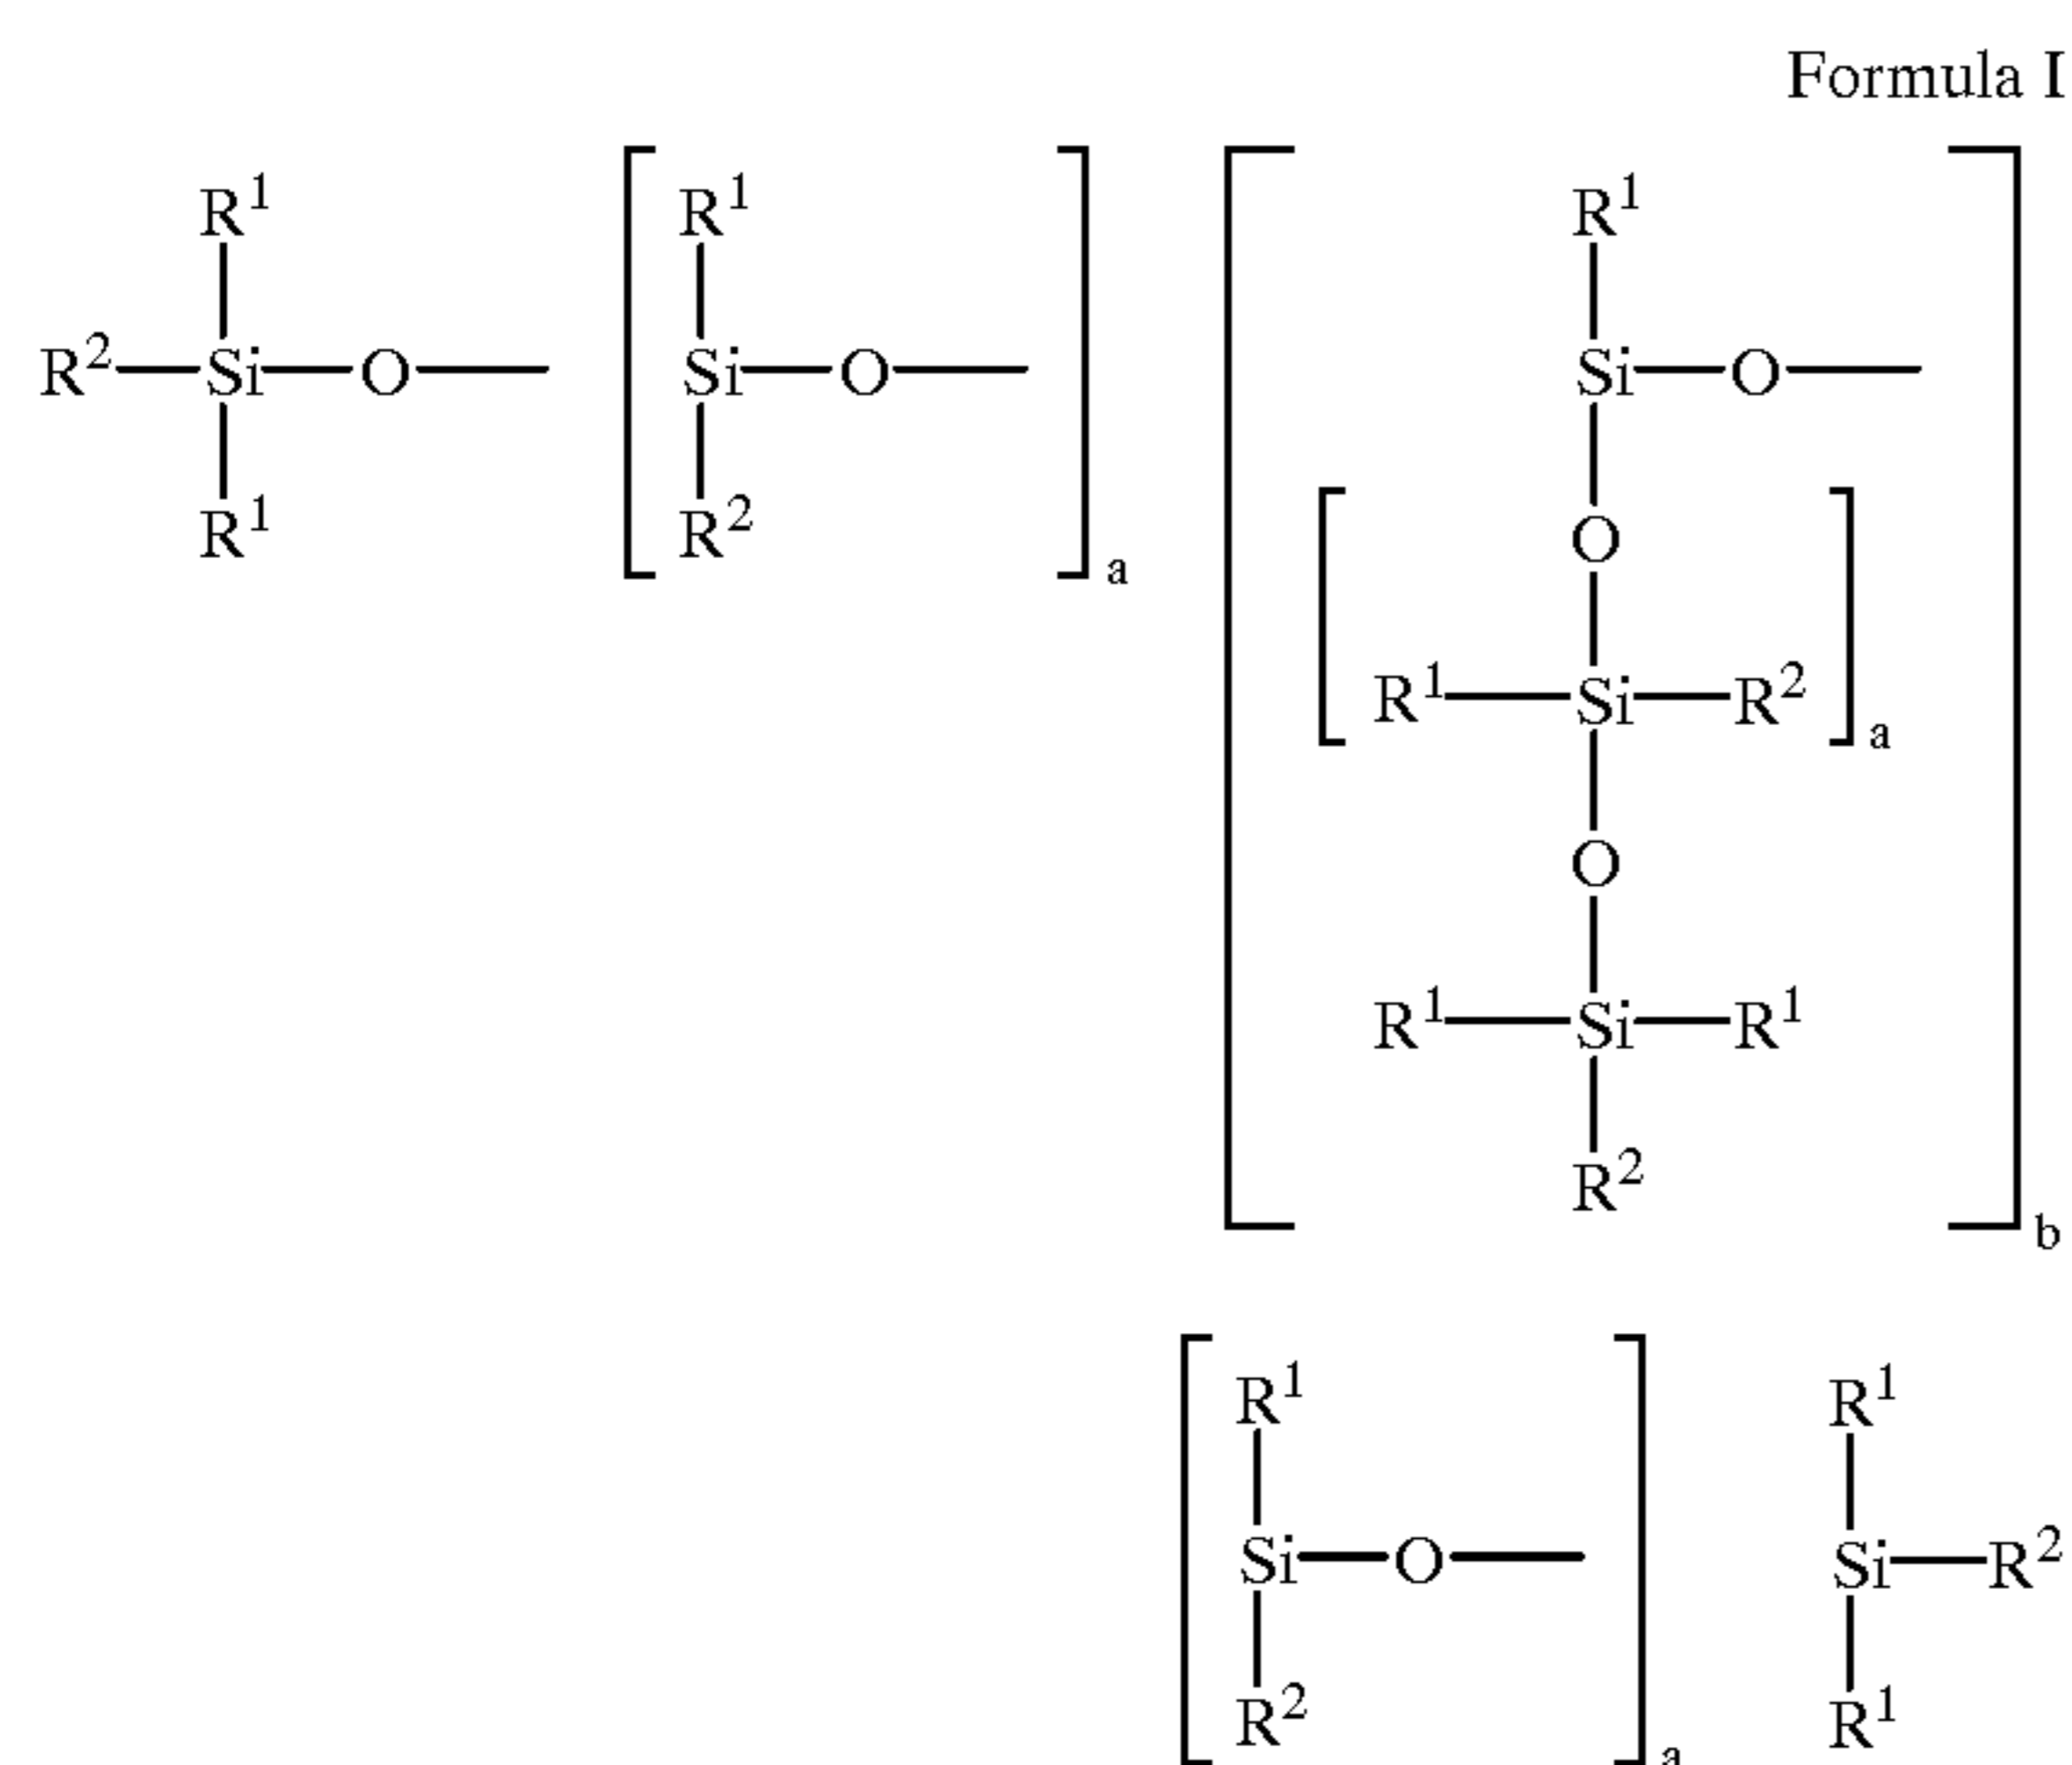 Formula I
R¹ R¹ R¹
R² Si O Si O Si O
R¹ R² a O
R¹ Si R² a
O
R¹ Si R¹
R² b
R¹ R¹
Si O Si R²
R² a R¹